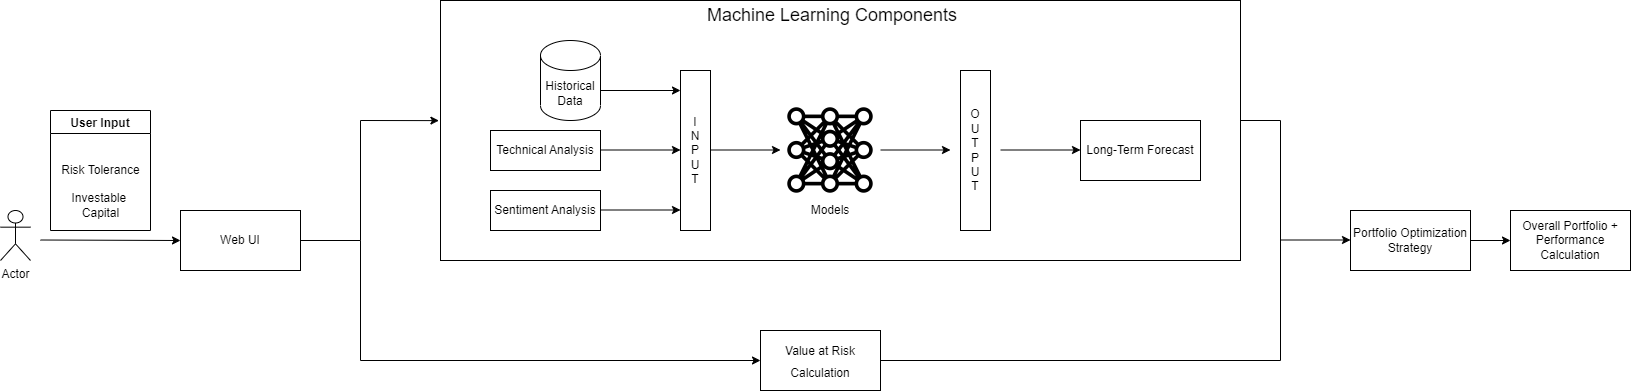 Machine Learning Components
Historical
Data
Technical Analysis
Sentiment Analysis
I
N
P
U
T
Models
O
U
T
P
U
T
Long-Term Forecast
User Input
Risk Tolerance
Investable
Capital
Actor
Web UI
Value at Risk
Calculation
Portfolio Optimization
Strategy
Overall Portfolio +
Performance
Calculation